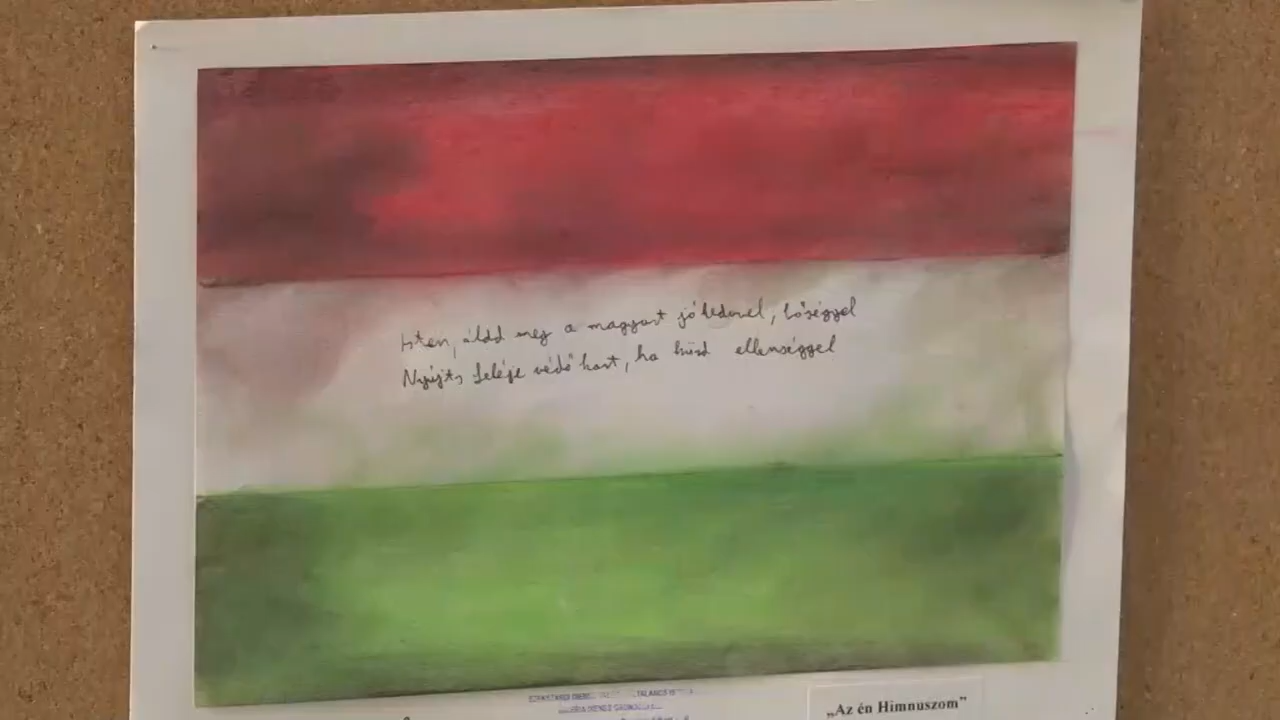 Isten, áldd meg a magyart jó kedvvel, bőséggel
Nyújts feléje védő kart, ha küzd ellenséggel
„Az én Himnuszom”